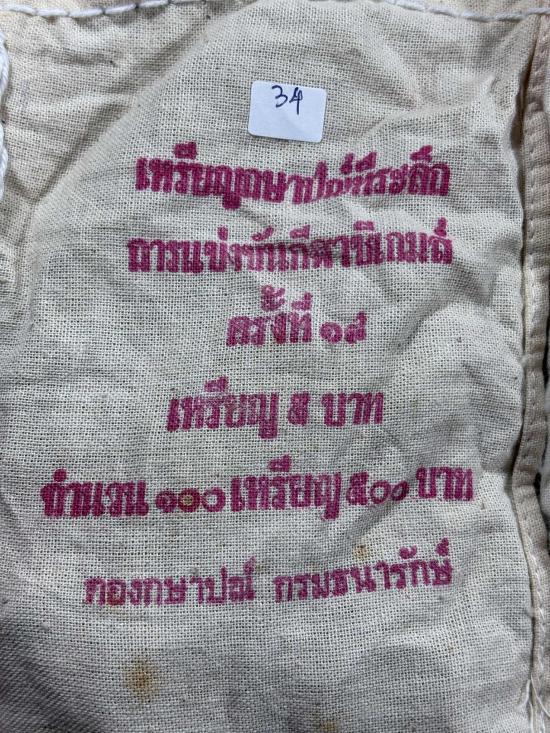 34
เหรียญกษาปณ์ที่ระลึก
การแข่งขันกีฬาซีเกมส์
ครั้งที่ ๑๘
เหรียญ ๕ บาท
จำนวน ๑๐๐ เหรียญ ๕๐๐ บาท
กองกษาปณ์ กรมธนารักษ์